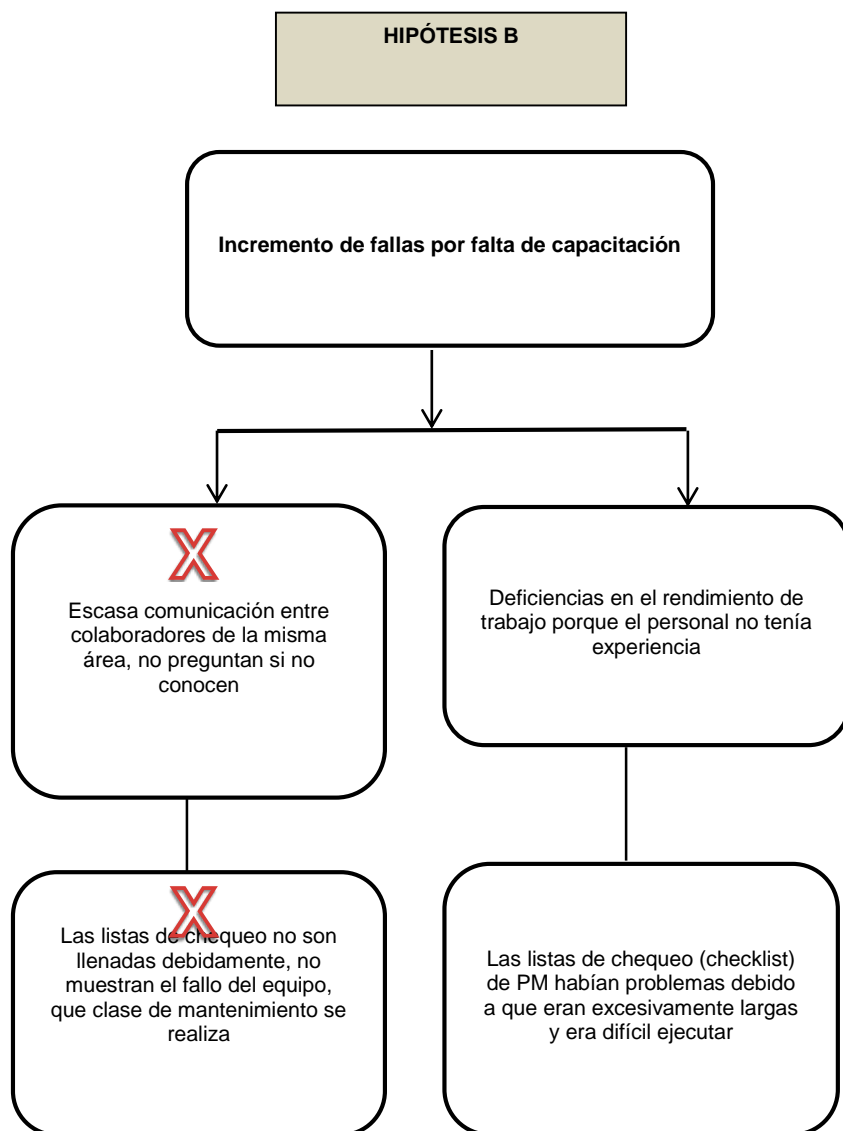 HIPÓTESIS B
Incremento de fallas por falta de capacitación
X
Escasa comunicación entre
colaboradores de la misma
área, no preguntan si no
conocen
Deficiencias en el rendimiento de
trabajo porque el personal no tenía
experiencia
X
Las listas de chequeo no son
llenadas debidamente, no
muestran el fallo del equipo,
que clase de mantenimiento se
realiza
Las listas de chequeo (checklist)
de PM habían problemas debido
a que eran excesivamente largas
y era difícil ejecutar